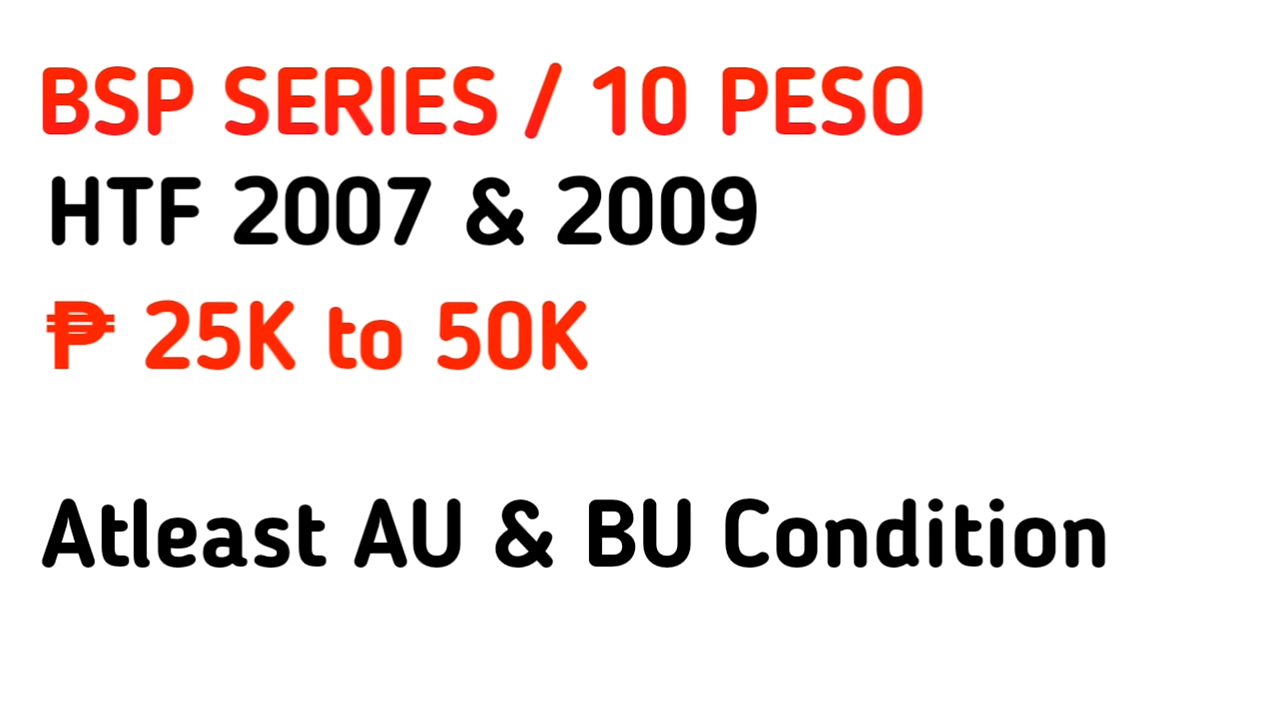 BSP SERIES / 10 PESO
HTF 2007 & 2009
₱ 25K to 50K
Atleast AU & BU Condition